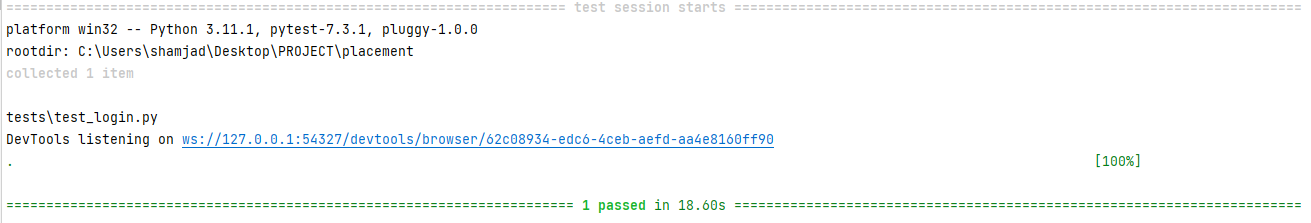 ====================================================================== test session starts =======================================================================
platform win32 -- Python 3.11.1, pytest-7.3.1, pluggy-1.0.0
rootdir: C:\Users\shamjad\Desktop\PROJECT\placement
collected 1 item
tests\test_login.py
DevTools listening on ws://127.0.0.1:54327/devtools/browser/62c08934-edc6-4ceb-aefd-aa4e8160ff90
. [100%]
======================================================================= 1 passed in 18.60s =======================================================================